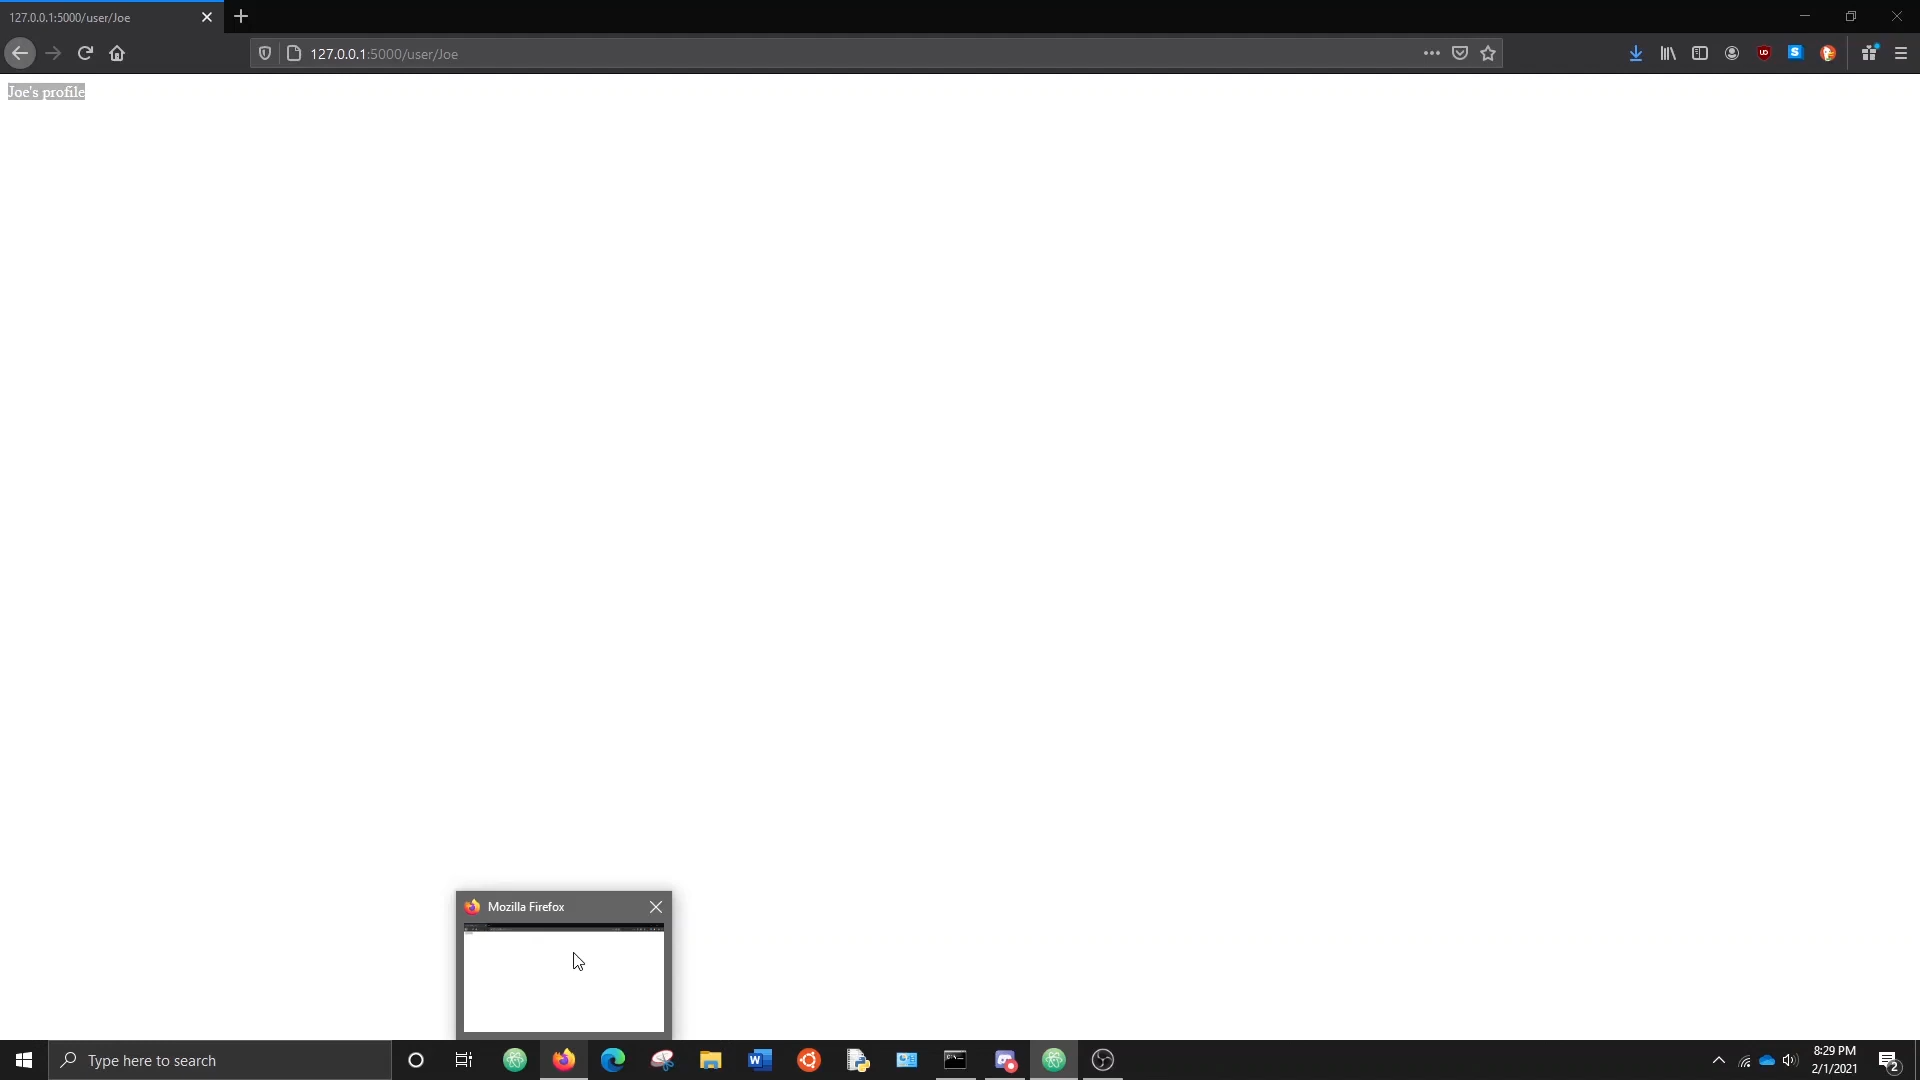 127.0.0.1:5000/user/Joe
127.0.0.1:5000/user/Joe
Joe's profile
Mozilla Firefox
Type here to search
8:29 PM
2/1/2021
2